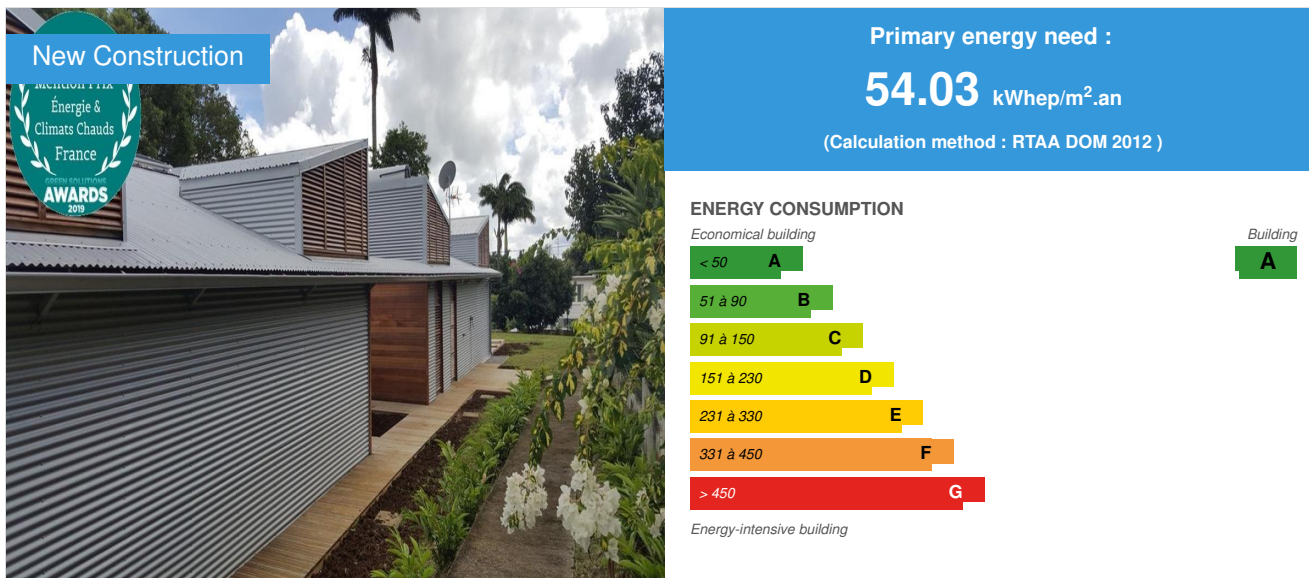 New Construction
Mention Prix
Énergie &
Climats Chauds
France
GREEN SOLUTIONS
AWARDS
2019
Primary energy need :
54.03 kWhep/m².an
(Calculation method : RTAA DOM 2012 )
ENERGY CONSUMPTION
Economical building
Building
< 50 A
A
51 à 90 B
91 à 150 C
151 à 230 D
231 à 330 E
331 à 450 F
> 450 G
Energy-intensive building